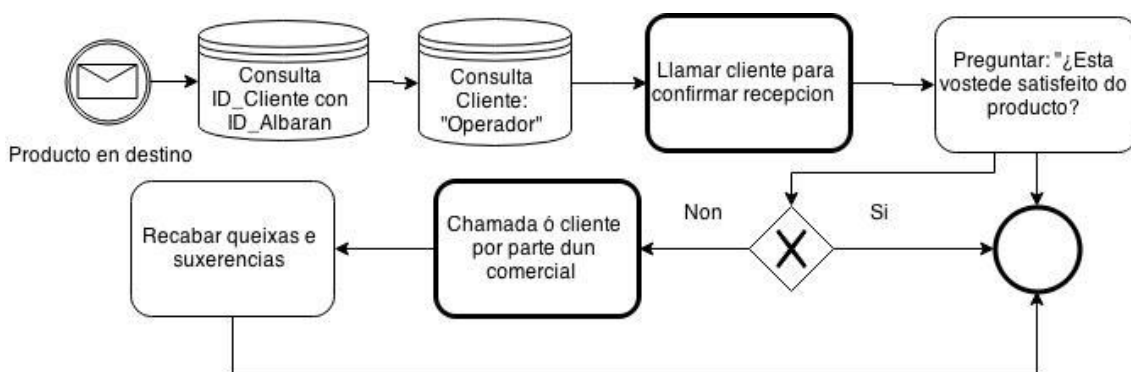 Consulta
ID_Cliente con
ID_Albaran
Consulta
Cliente:
"Operador"
Llamar cliente para
confirmar recepcion
Preguntar: "¿Esta
vostede satisfeito do
producto?
Producto en destino
Recabar queixas e
suxerencias
Chamada ó cliente
por parte dun
comercial
Non
Si